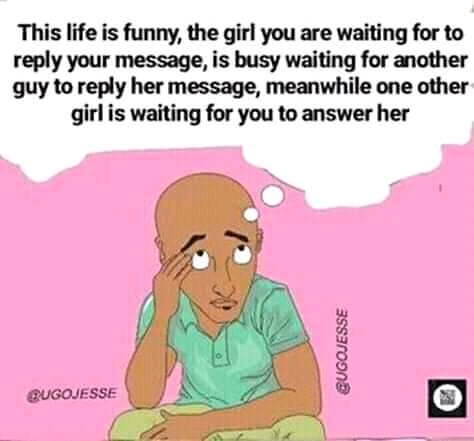 This life is funny, the girl you are waiting for to
reply your message, is busy waiting for another
guy to reply her message, meanwhile one other
girl is waiting for you to answer her
@UGOJESSE
@UGOJESSE